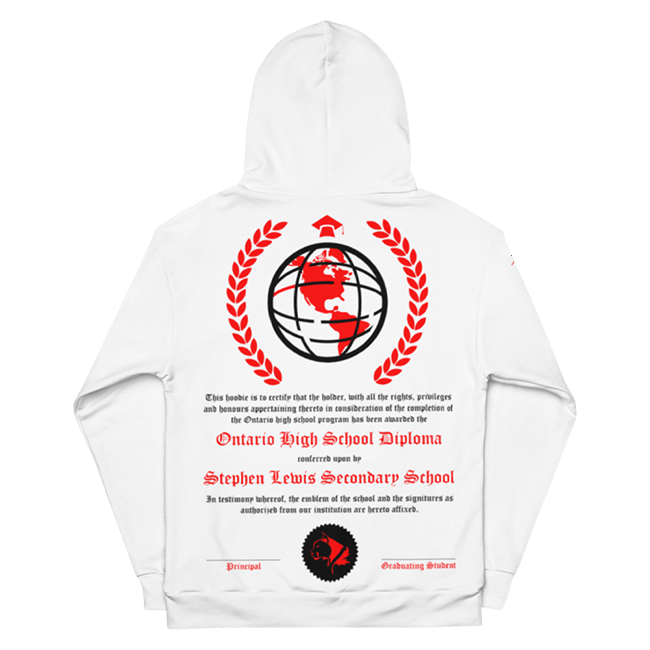 This hoodie is to certify that the holder, with all the rights, privileges
and honours appertaining thereto in consideration of the completion of
the Ontario high school program has been awarded the
Ontario High School Diploma
conferred upon by
Stephen Lewis Secondary School
In testimony whereof, the emblem of the school and the signitures as
authorized from our institution are hereto affixed.
Principal
Graduating Student